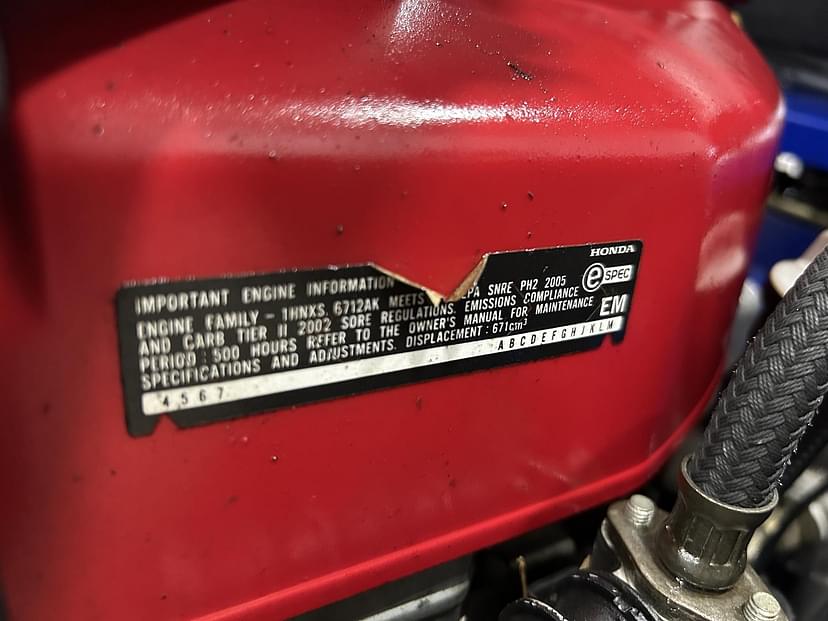 HONDA
e SPEC
IMPORTANT ENGINE INFORMATION
ENGINE FAMILY - 1HNXS. 6712AK MEETS EPA SNRE PH2 2005
AND CARB TIER II 2002 SORE REGULATIONS. EMISSIONS COMPLIANCE
PERIOD : 500 HOURS REFER TO THE OWNER'S MANUAL FOR MAINTENANCE
SPECIFICATIONS AND ADJUSTMENTS. DISPLACEMENT : 671cm³
EM
4 5 6 7 A B C D E F G H J K L M